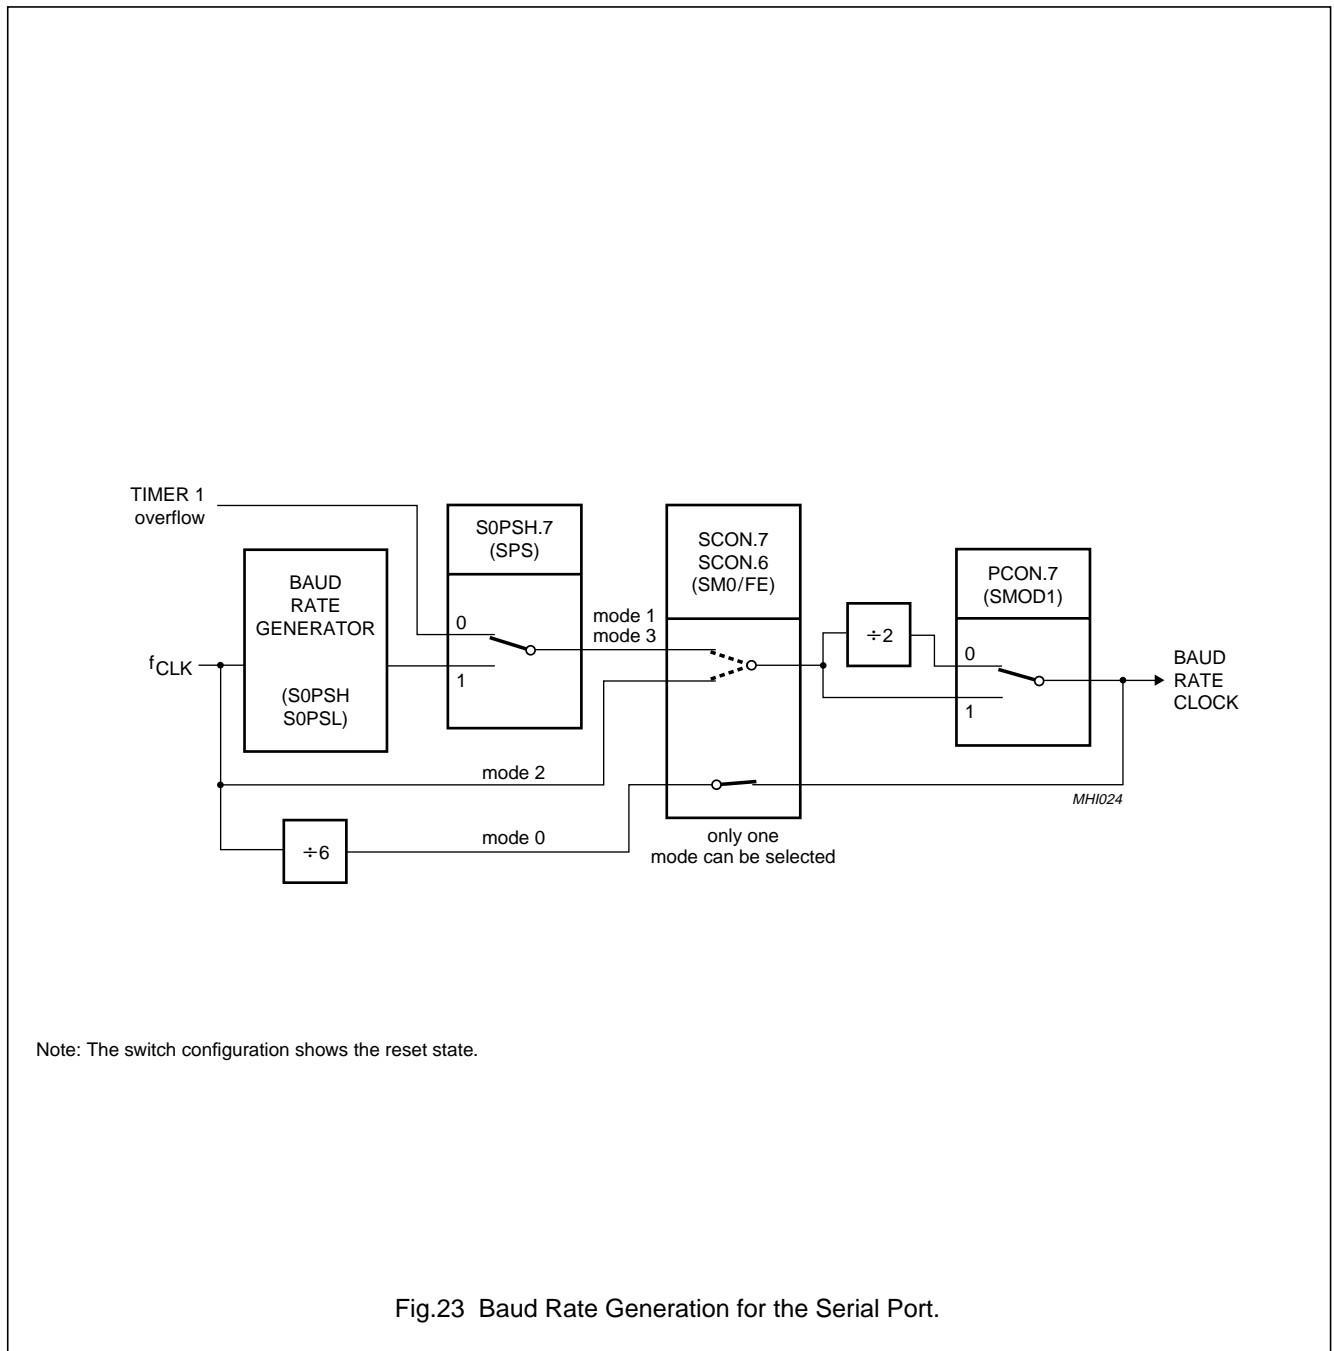 TIMER 1
overflow
BAUD
RATE
GENERATOR
(S0PSH
S0PSL)
fCLK
S0PSH.7
(SPS)
0
1
mode 1
mode 3
mode 2
÷6
mode 0
SCON.7
SCON.6
(SM0/FE)
only one
mode can be selected
÷2
PCON.7
(SMOD1)
0
1
BAUD
RATE
CLOCK
MHI024
Note: The switch configuration shows the reset state.
Fig.23 Baud Rate Generation for the Serial Port.